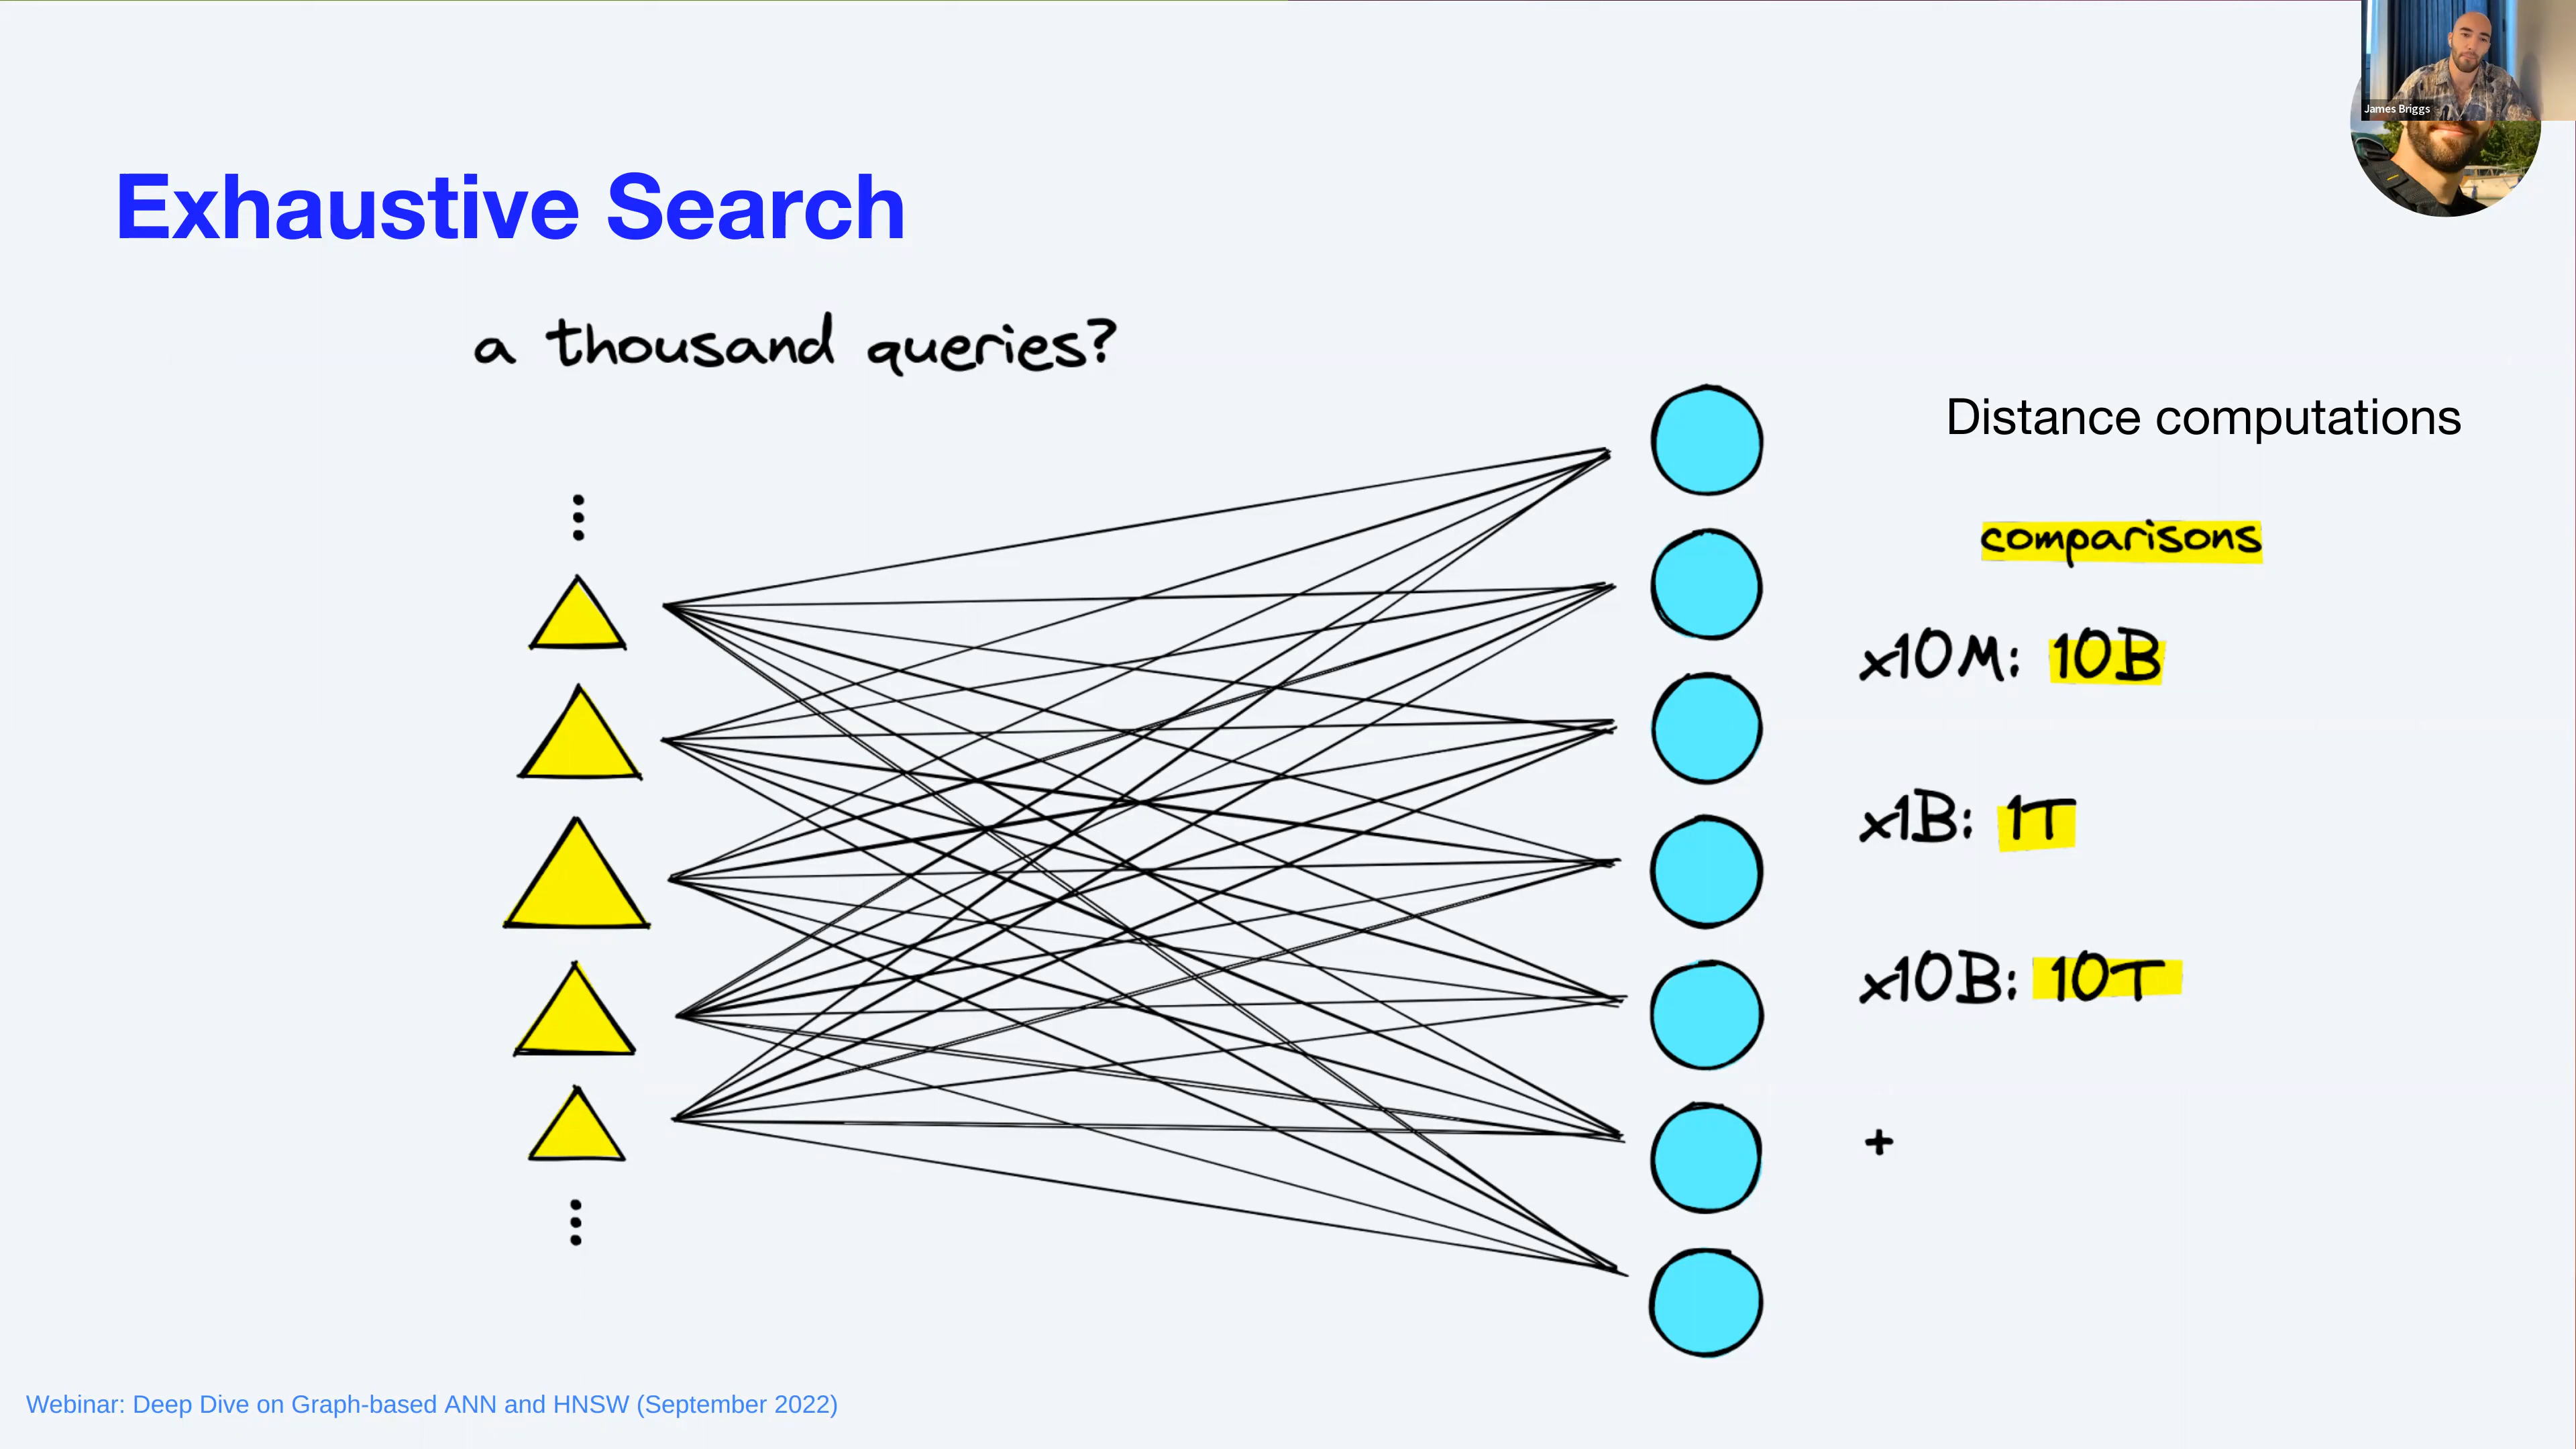 James Briggs
Exhaustive Search
a thousand queries?
Distance computations
comparisons
x10M: 10B
x1B: 1T
x10B: 10T
+
Webinar: Deep Dive on Graph-based ANN and HNSW (September 2022)